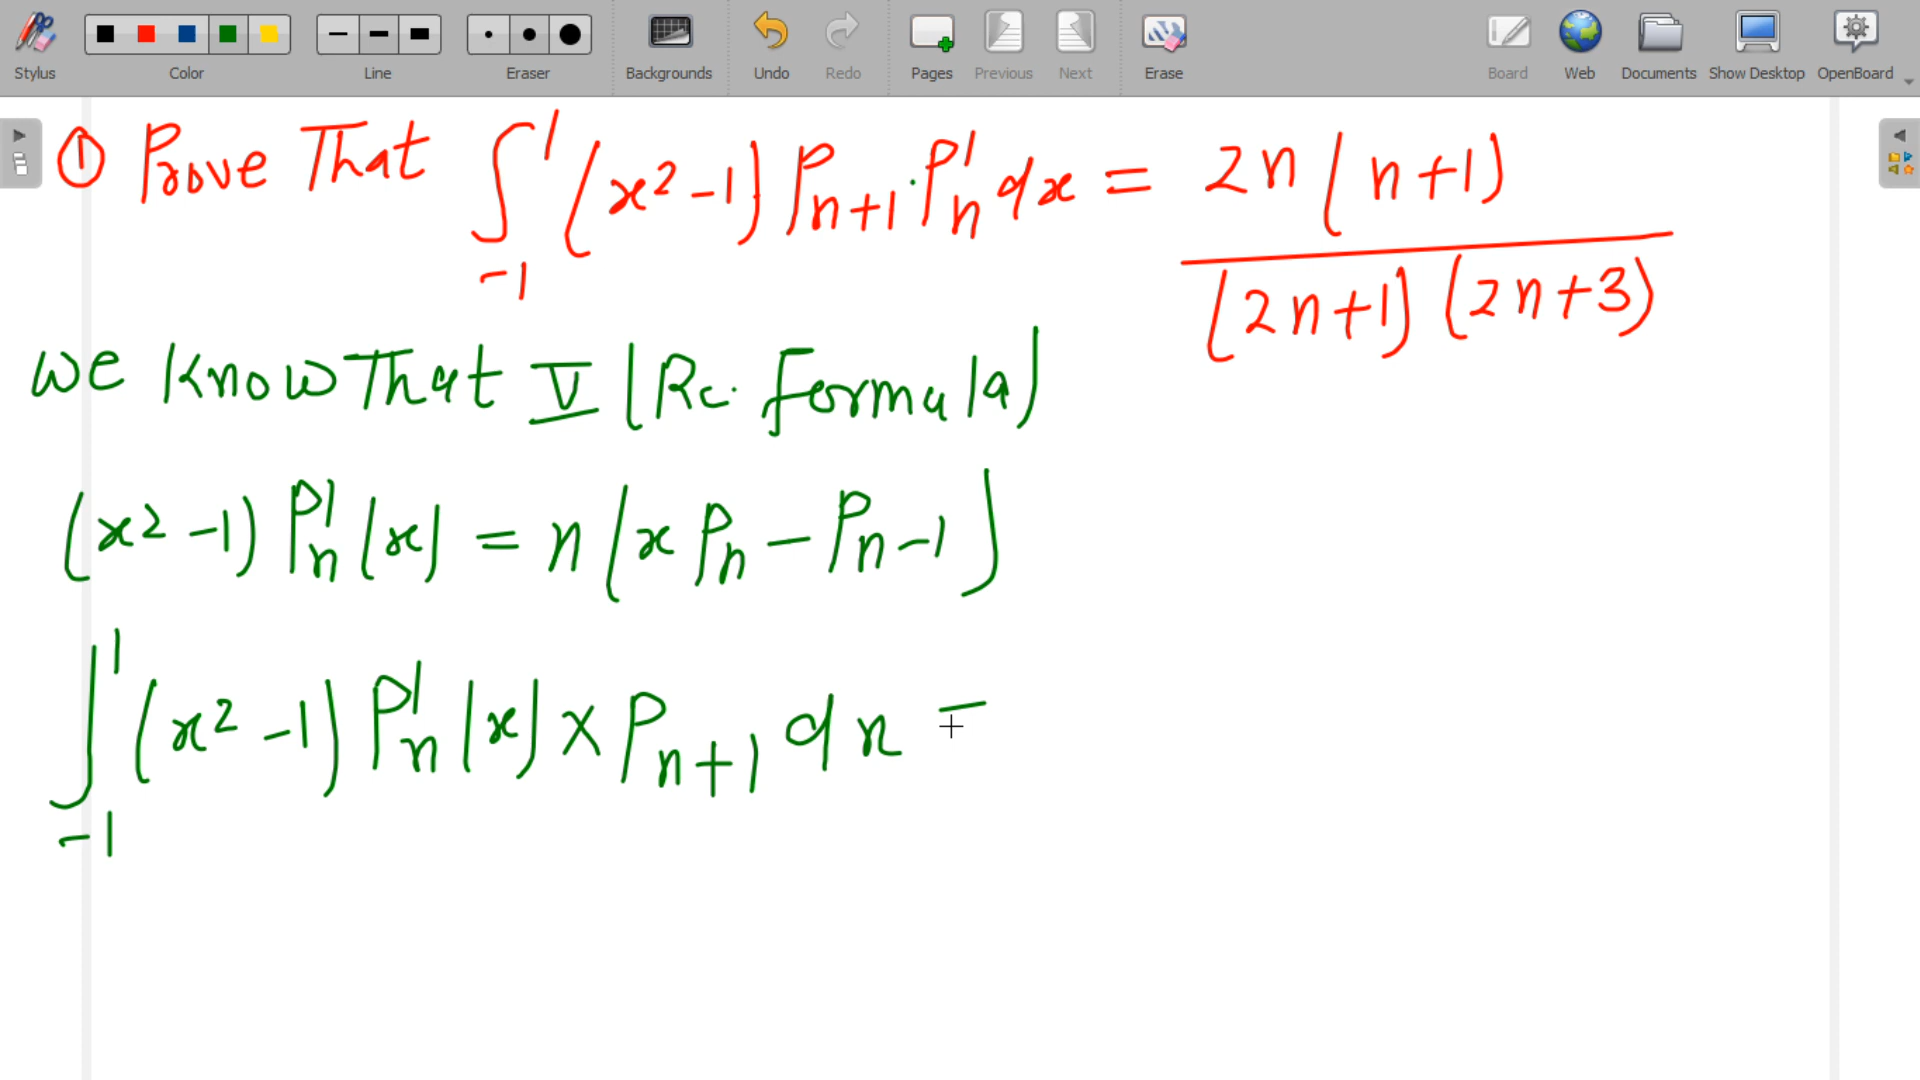 Stylus Color Line Eraser Backgrounds Undo Redo Pages Previous Next Erase Board Web Documents Show Desktop OpenBoard
① Prove That ∫₋₁¹ (x²-1) Pₙ₊₁ · P'ₙ dx = 2n(n+1) / (2n+1)(2n+3)
We Know That V (Rc. Formula)
(x²-1) P'ₙ(x) = n(xPₙ - Pₙ-1)
∫₋₁¹ (x²-1) P'ₙ(x) × Pₙ₊₁ dx -